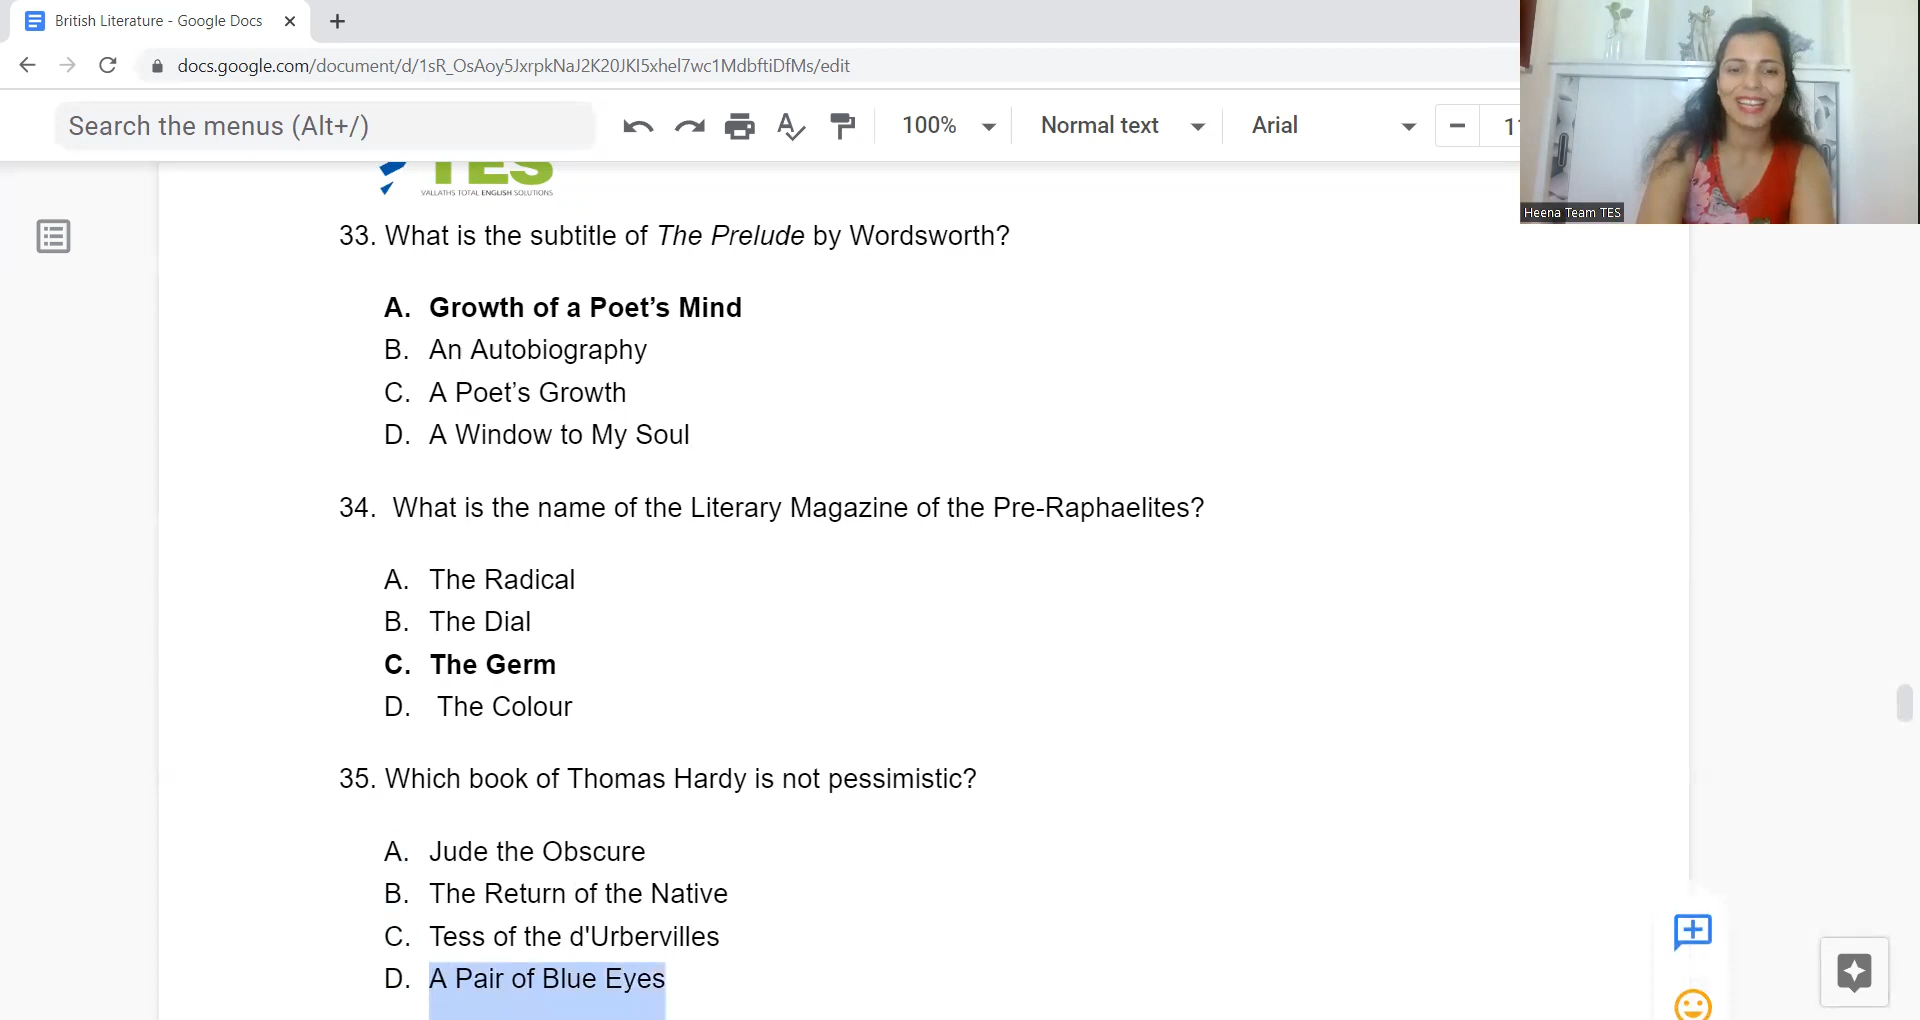 British Literature - Google Docs
docs.google.com/document/d/1sR_OsAoy5JxrpkNaJ2K20JKI5xhel7wc1MdbftiDfMs/edit
Search the menus (Alt+/)
100%
Normal text
Arial
Heena Team TES
TES
VALLATHS TOTAL ENGLISH SOLUTIONS
33. What is the subtitle of The Prelude by Wordsworth?
A. Growth of a Poet’s Mind
B. An Autobiography
C. A Poet’s Growth
D. A Window to My Soul
34. What is the name of the Literary Magazine of the Pre-Raphaelites?
A. The Radical
B. The Dial
C. The Germ
D. The Colour
35. Which book of Thomas Hardy is not pessimistic?
A. Jude the Obscure
B. The Return of the Native
C. Tess of the d'Urbervilles
D. A Pair of Blue Eyes